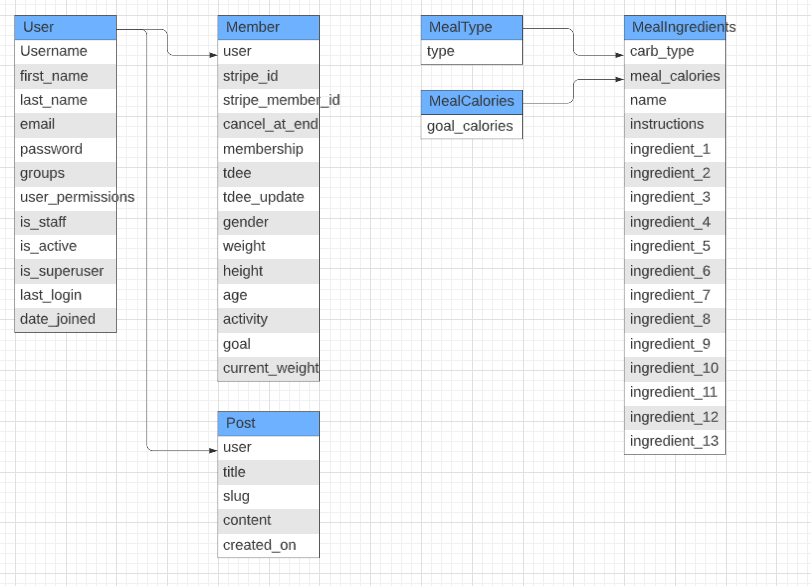 User
Username
first_name
last_name
email
password
groups
user_permissions
is_staff
is_active
is_superuser
last_login
date_joined
Member
user
stripe_id
stripe_member_id
cancel_at_end
membership
tdee
tdee_update
gender
weight
height
age
activity
goal
current_weight
Post
user
title
slug
content
created_on
MealType
type
MealCalories
goal_calories
MealIngredients
carb_type
meal_calories
name
instructions
ingredient_1
ingredient_2
ingredient_3
ingredient_4
ingredient_5
ingredient_6
ingredient_7
ingredient_8
ingredient_9
ingredient_10
ingredient_11
ingredient_12
ingredient_13